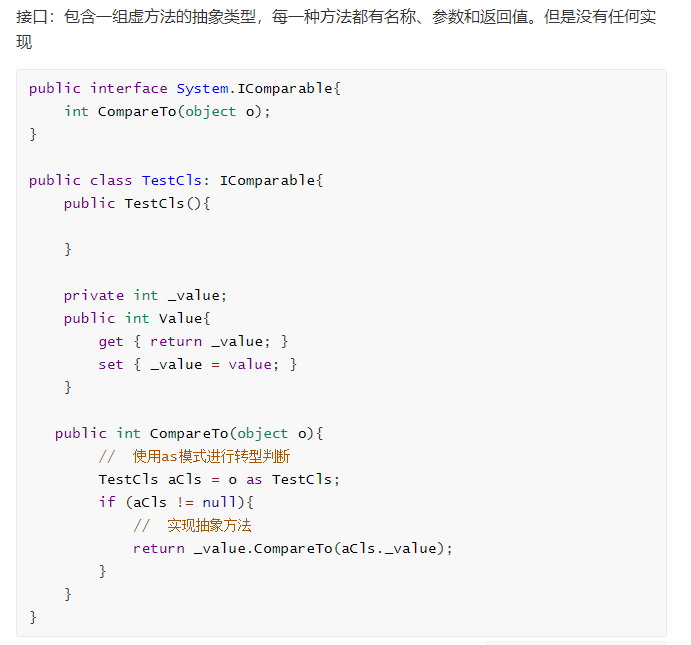 接口：包含一组虚方法的抽象类型，每一种方法都有名称、参数和返回值。但是没有任何实
现
public interface System.IComparable{
    int CompareTo(object o);
}
public class TestCls: IComparable{
    public TestCls(){
    }
    private int _value;
    public int Value{
        get { return _value; }
        set { _value = value; }
    }
   public int CompareTo(object o){
        //  使用as模式进行转型判断
        TestCls aCls = o as TestCls;
        if (aCls != null){
            //  实现抽象方法
            return _value.CompareTo(aCls._value);
        }
    }
}